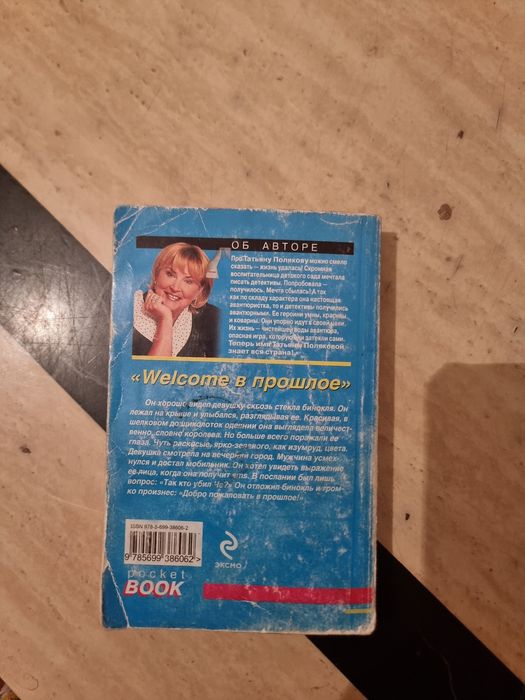 ОБ АВТОРЕ
Про Татьяну Полякову можно смело
сказать – жизнь удалась! Скромная
воспитательница детского сада мечтала
писать детективы. Попробовала –
получилось. Мечта сбылась! А так
как по складу характера она настоящая
авантюристка, то и детективы получились
авантюрными. Ее героини умны, красивы
и коварны. Они упорно идут к своей цели.
Их жизнь – чистейшей воды авантюра,
опасная игра, которую они затеяли сами.
Теперь имя Татьяны Поляковой
знает вся страна!
«Welcome в прошлое»
Он хорошо видел девушку сквозь стекла бинокля. Он
лежал на крыше и улыбался, разглядывая ее. Красивая, в
шелковом до щиколоток одеянии она выглядела величест-
венно, словно королева. Но больше всего поражали ее
глаза. Чуть раскосые, ярко-зеленого, как изумруд, цвета.
Девушка смотрела на вечерний город. Мужчина усмех-
нулся и достал мобильник. Он хотел увидеть выражение
ее лица, когда она получит sms. В послании был лишь
вопрос: «Так кто убил
Он отложил бинокль и гром-
ко произнес: «Добро пожаловать в прошлое!»
ISBN 978-5-699-38606-2
9 785699 386062 >
ЭКСМО
pocket
BOOK